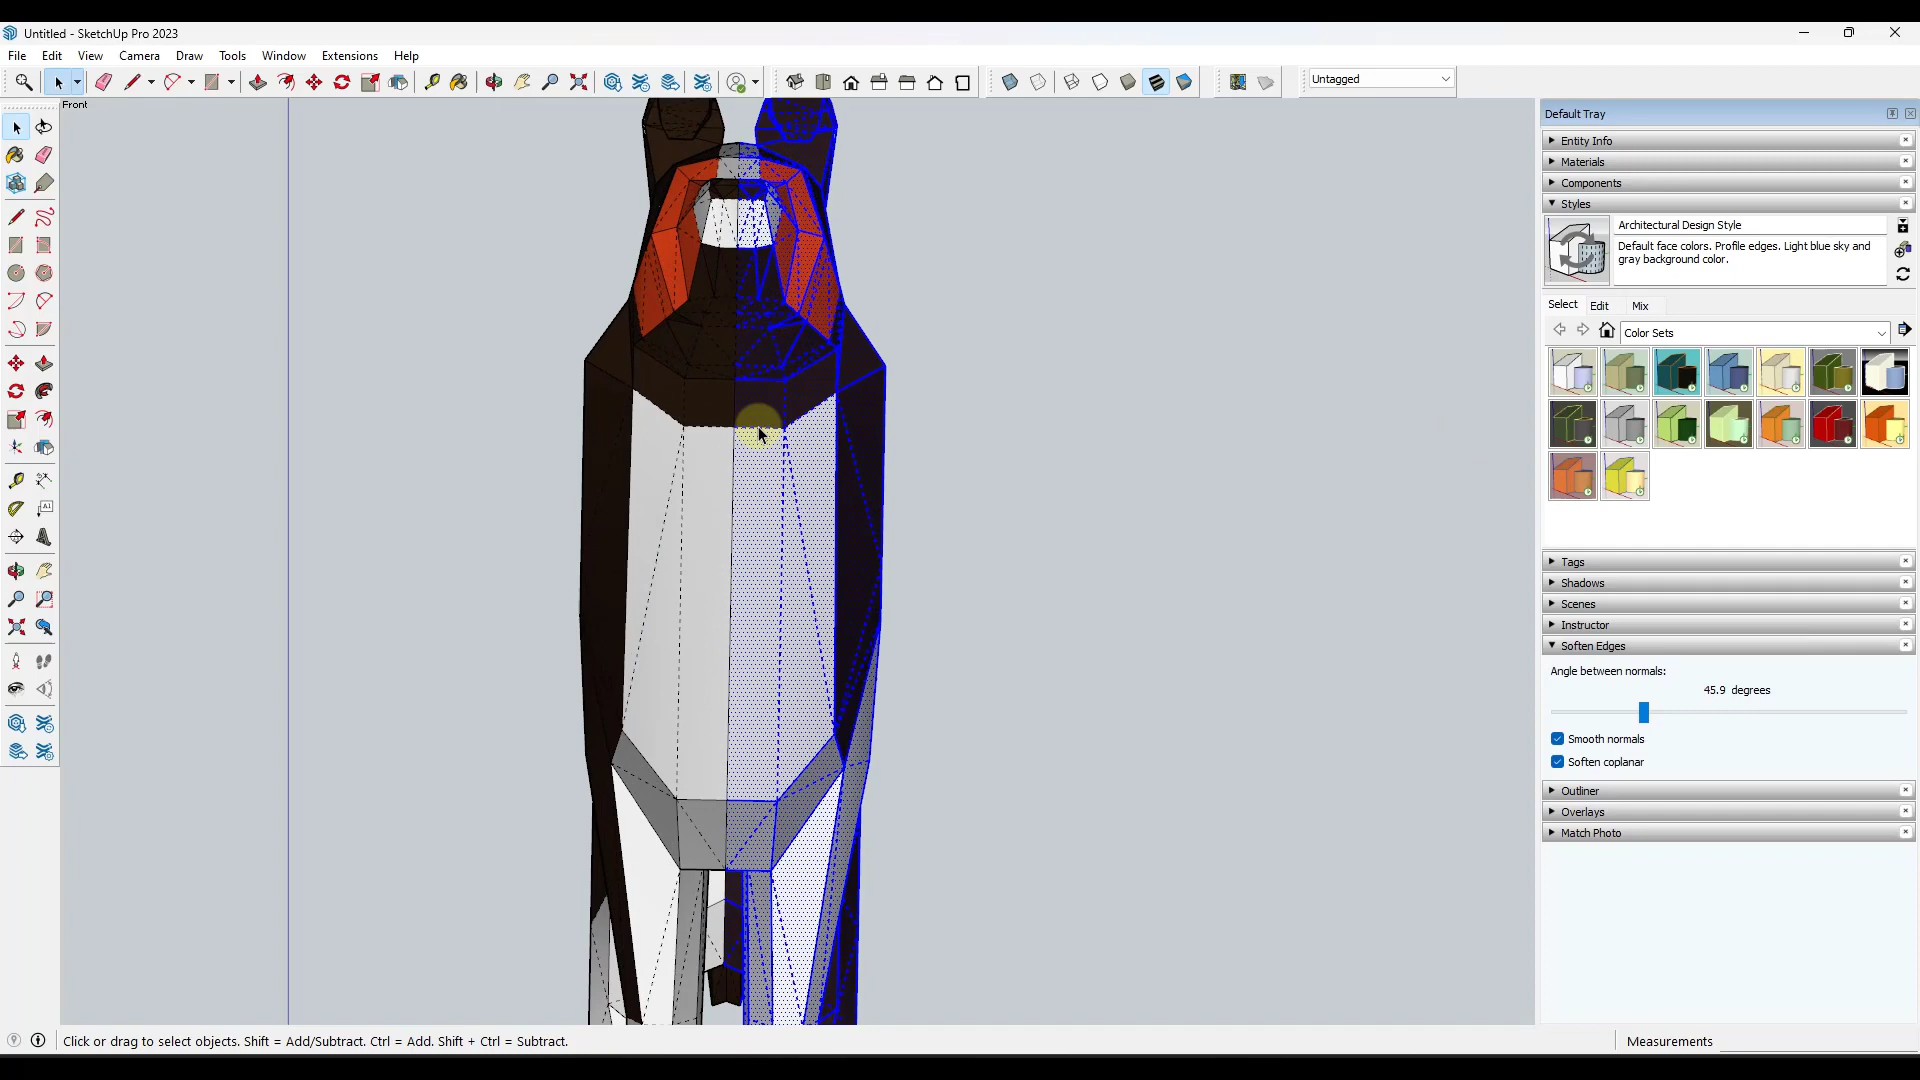 Untitled - SketchUp Pro 2023
File Edit View Camera Draw Tools Window Extensions Help
Untagged
Front
Default Tray
Entity Info
Materials
Components
Styles
Architectural Design Style
Default face colors. Profile edges. Light blue sky and
gray background color.
Select Edit Mix
Color Sets
Tags
Shadows
Scenes
Instructor
Soften Edges
Angle between normals:
45.9 degrees
Smooth normals
Soften coplanar
Outliner
Overlays
Match Photo
Click or drag to select objects. Shift = Add/Subtract. Ctrl = Add. Shift + Ctrl = Subtract.
Measurements